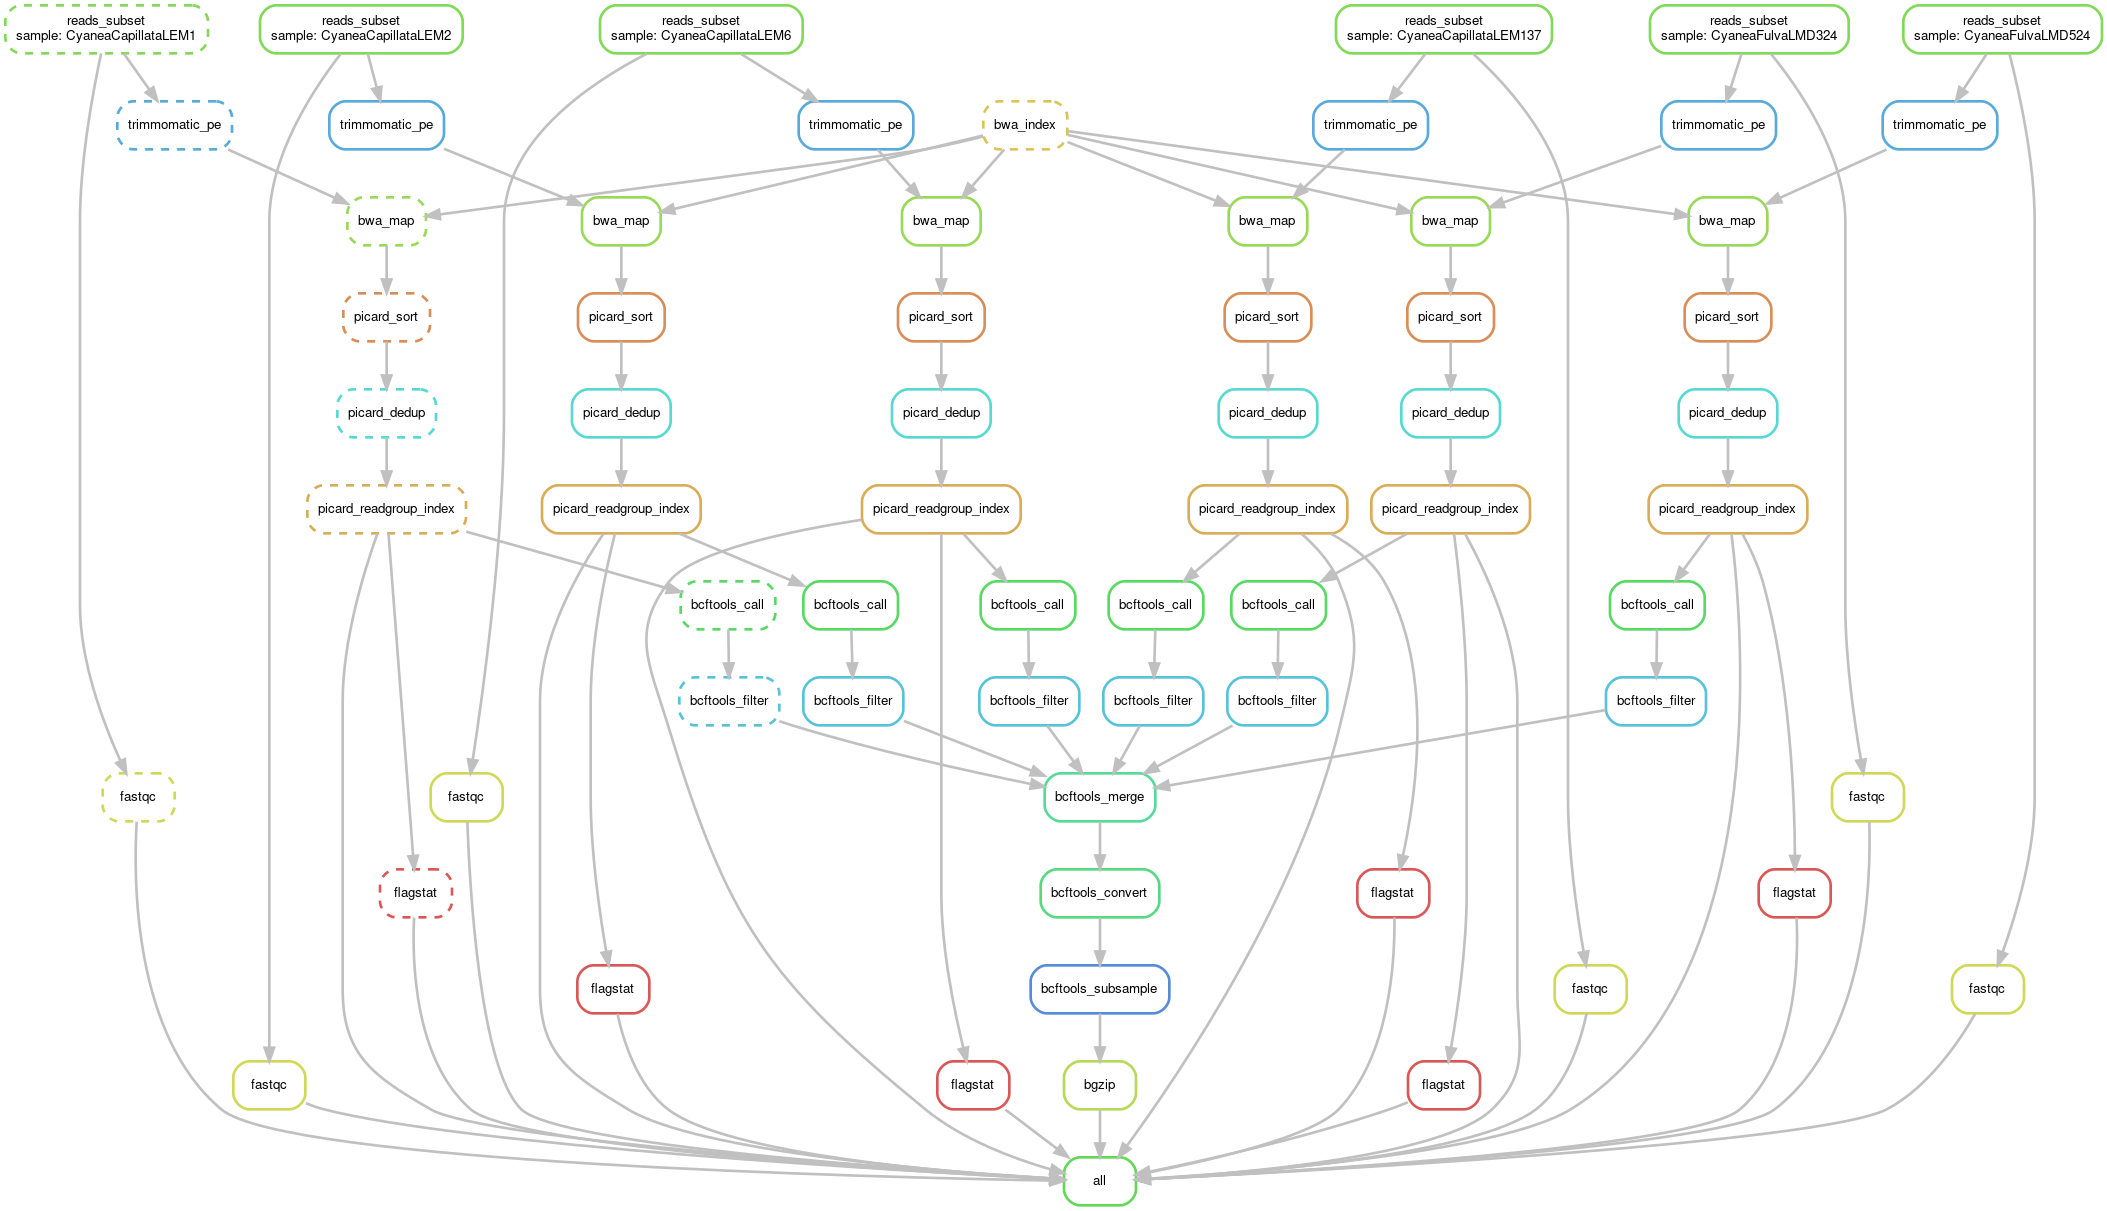 reads_subset
sample: CyaneaCapillataLEM1
reads_subset
sample: CyaneaCapillataLEM2
reads_subset
sample: CyaneaCapillataLEM6
reads_subset
sample: CyaneaCapillataLEM137
reads_subset
sample: CyaneaFulvaLMD324
reads_subset
sample: CyaneaFulvaLMD524
trimmomatic_pe
trimmomatic_pe
trimmomatic_pe
bwa_index
trimmomatic_pe
trimmomatic_pe
trimmomatic_pe
bwa_map
bwa_map
bwa_map
bwa_map
bwa_map
bwa_map
picard_sort
picard_sort
picard_sort
picard_sort
picard_sort
picard_sort
picard_dedup
picard_dedup
picard_dedup
picard_dedup
picard_dedup
picard_dedup
picard_readgroup_index
picard_readgroup_index
picard_readgroup_index
picard_readgroup_index
picard_readgroup_index
picard_readgroup_index
bcftools_call
bcftools_call
bcftools_call
bcftools_call
bcftools_call
bcftools_call
bcftools_filter
bcftools_filter
bcftools_filter
bcftools_filter
bcftools_filter
bcftools_filter
fastqc
fastqc
bcftools_merge
fastqc
flagstat
bcftools_convert
flagstat
flagstat
flagstat
bcftools_subsample
fastqc
fastqc
fastqc
flagstat
bgzip
flagstat
all